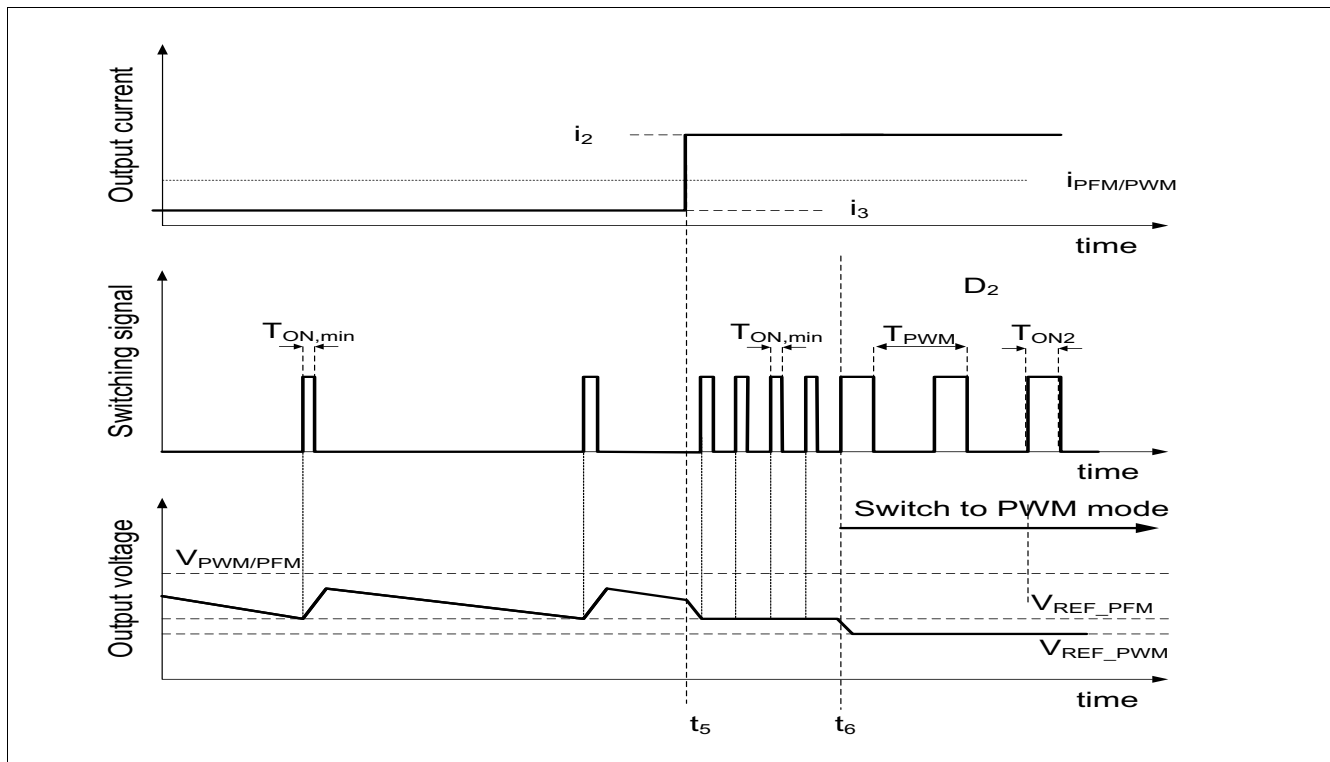 Output current
i2
iPFM/PWM
i3
time
Switching signal
D2
TON,min
TON,min
TPWM
TON2
time
Output voltage
Switch to PWM mode
VPWM/PFM
VREF_PFM
VREF_PWM
time
t5
t6